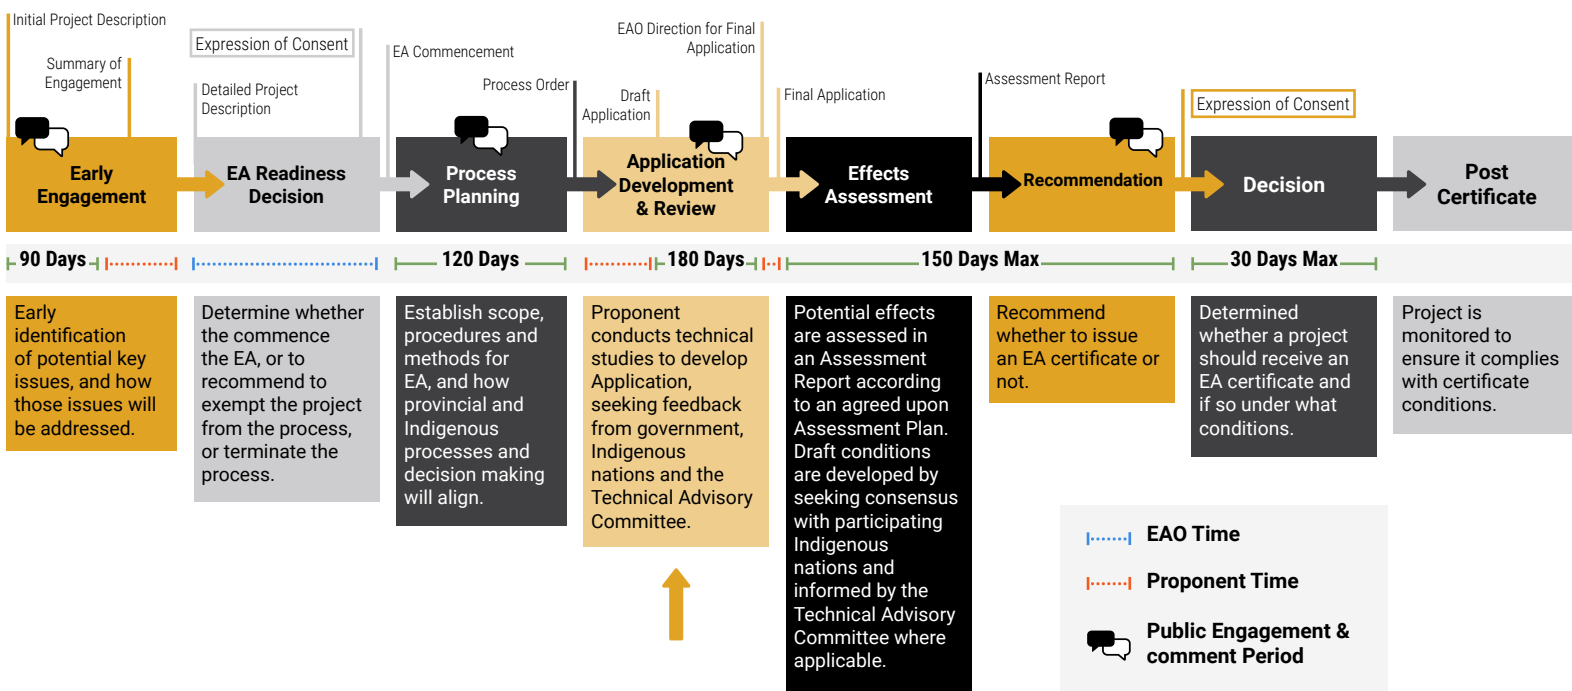 Initial Project Description
Summary of
Engagement
Expression of Consent
Detailed Project
Description
EA Commencement
Process Order
EAO Direction for Final
Application
Draft
Application
Final Application
Assessment Report
Expression of Consent
Early
Engagement
EA Readiness
Decision
Process
Planning
Application
Development
& Review
Effects
Assessment
Recommendation
Decision
Post
Certificate
90 Days
120 Days
180 Days
150 Days Max
30 Days Max
Early
identification
of potential key
issues, and how
those issues will
be addressed.
Determine whether
the commence
the EA, or to
recommend to
exempt the project
from the process,
or terminate the
process.
Establish scope,
procedures and
methods for
EA, and how
provincial and
Indigenous
processes and
decision making
will align.
Proponent
conducts technical
studies to develop
Application,
seeking feedback
from government,
Indigenous
nations and the
Technical Advisory
Committee.
Potential effects
are assessed in
an Assessment
Report according
to an agreed upon
Assessment Plan.
Draft conditions
are developed by
seeking consensus
with participating
Indigenous
nations and
informed by the
Technical Advisory
Committee where
applicable.
Recommend
whether to issue
an EA certificate or
not.
Determined
whether a project
should receive an
EA certificate and
if so under what
conditions.
Project is
monitored to
ensure it complies
with certificate
conditions.
EAO Time
Proponent Time
Public Engagement &
comment Period